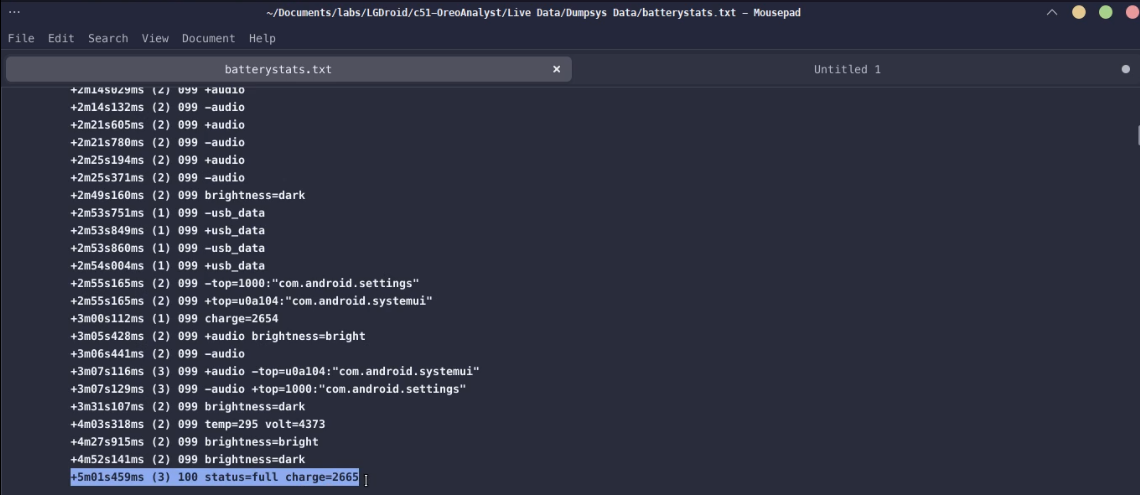 ~/Documents/labs/LGDroid/c51-OreoAnalyst/Live Data/Dumpsys Data/batterystats.txt - Mousepad
File Edit Search View Document Help
batterystats.txt × Untitled 1
+2m14s029ms (2) 099 +audio
+2m14s132ms (2) 099 -audio
+2m21s605ms (2) 099 +audio
+2m21s780ms (2) 099 -audio
+2m25s194ms (2) 099 +audio
+2m25s371ms (2) 099 -audio
+2m49s160ms (2) 099 brightness=dark
+2m53s751ms (1) 099 -usb_data
+2m53s849ms (1) 099 +usb_data
+2m53s860ms (1) 099 -usb_data
+2m54s004ms (1) 099 +usb_data
+2m55s165ms (2) 099 -top=1000:"com.android.settings"
+2m55s165ms (2) 099 +top=u0a104:"com.android.systemui"
+3m00s112ms (1) 099 charge=2654
+3m05s428ms (2) 099 +audio brightness=bright
+3m06s441ms (2) 099 -audio
+3m07s116ms (3) 099 +audio -top=u0a104:"com.android.systemui"
+3m07s129ms (3) 099 -audio +top=1000:"com.android.settings"
+3m31s107ms (2) 099 brightness=dark
+4m03s318ms (2) 099 temp=295 volt=4373
+4m27s915ms (2) 099 brightness=bright
+4m52s141ms (2) 099 brightness=dark
+5m01s459ms (3) 100 status=full charge=2665